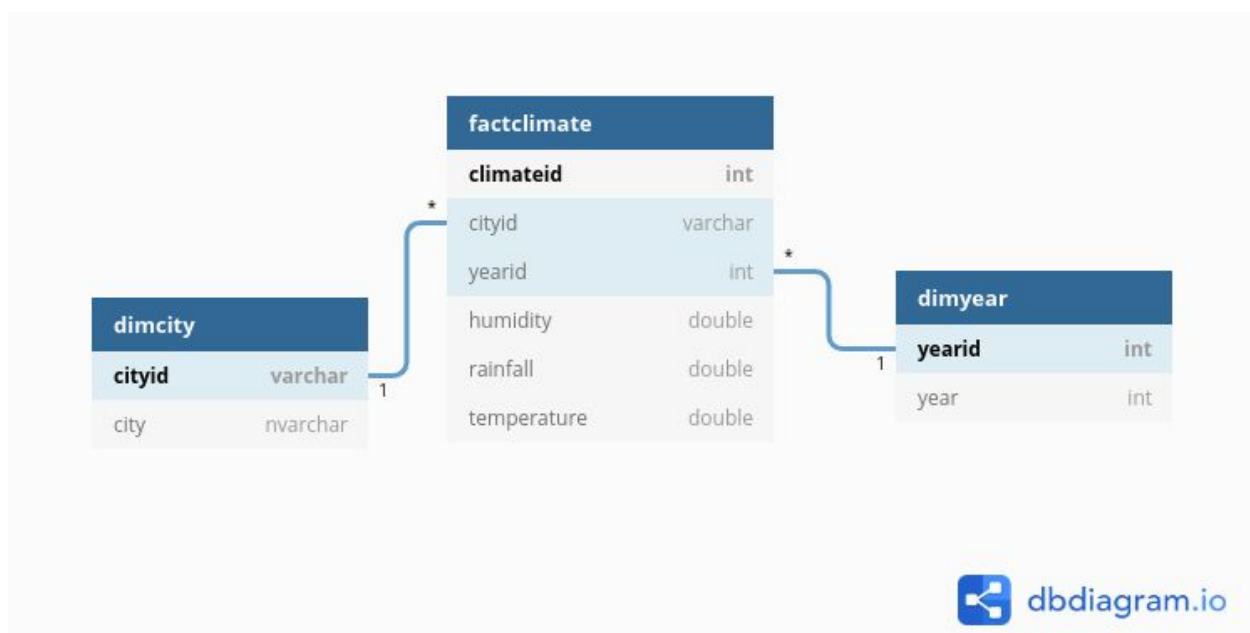 factclimate
climateid int
* cityid varchar
yearid int *
humidity double
rainfall double
temperature double
dimcity
cityid varchar 1
city nvarchar
dimyear
1 yearid int
year int
dbdiagram.io